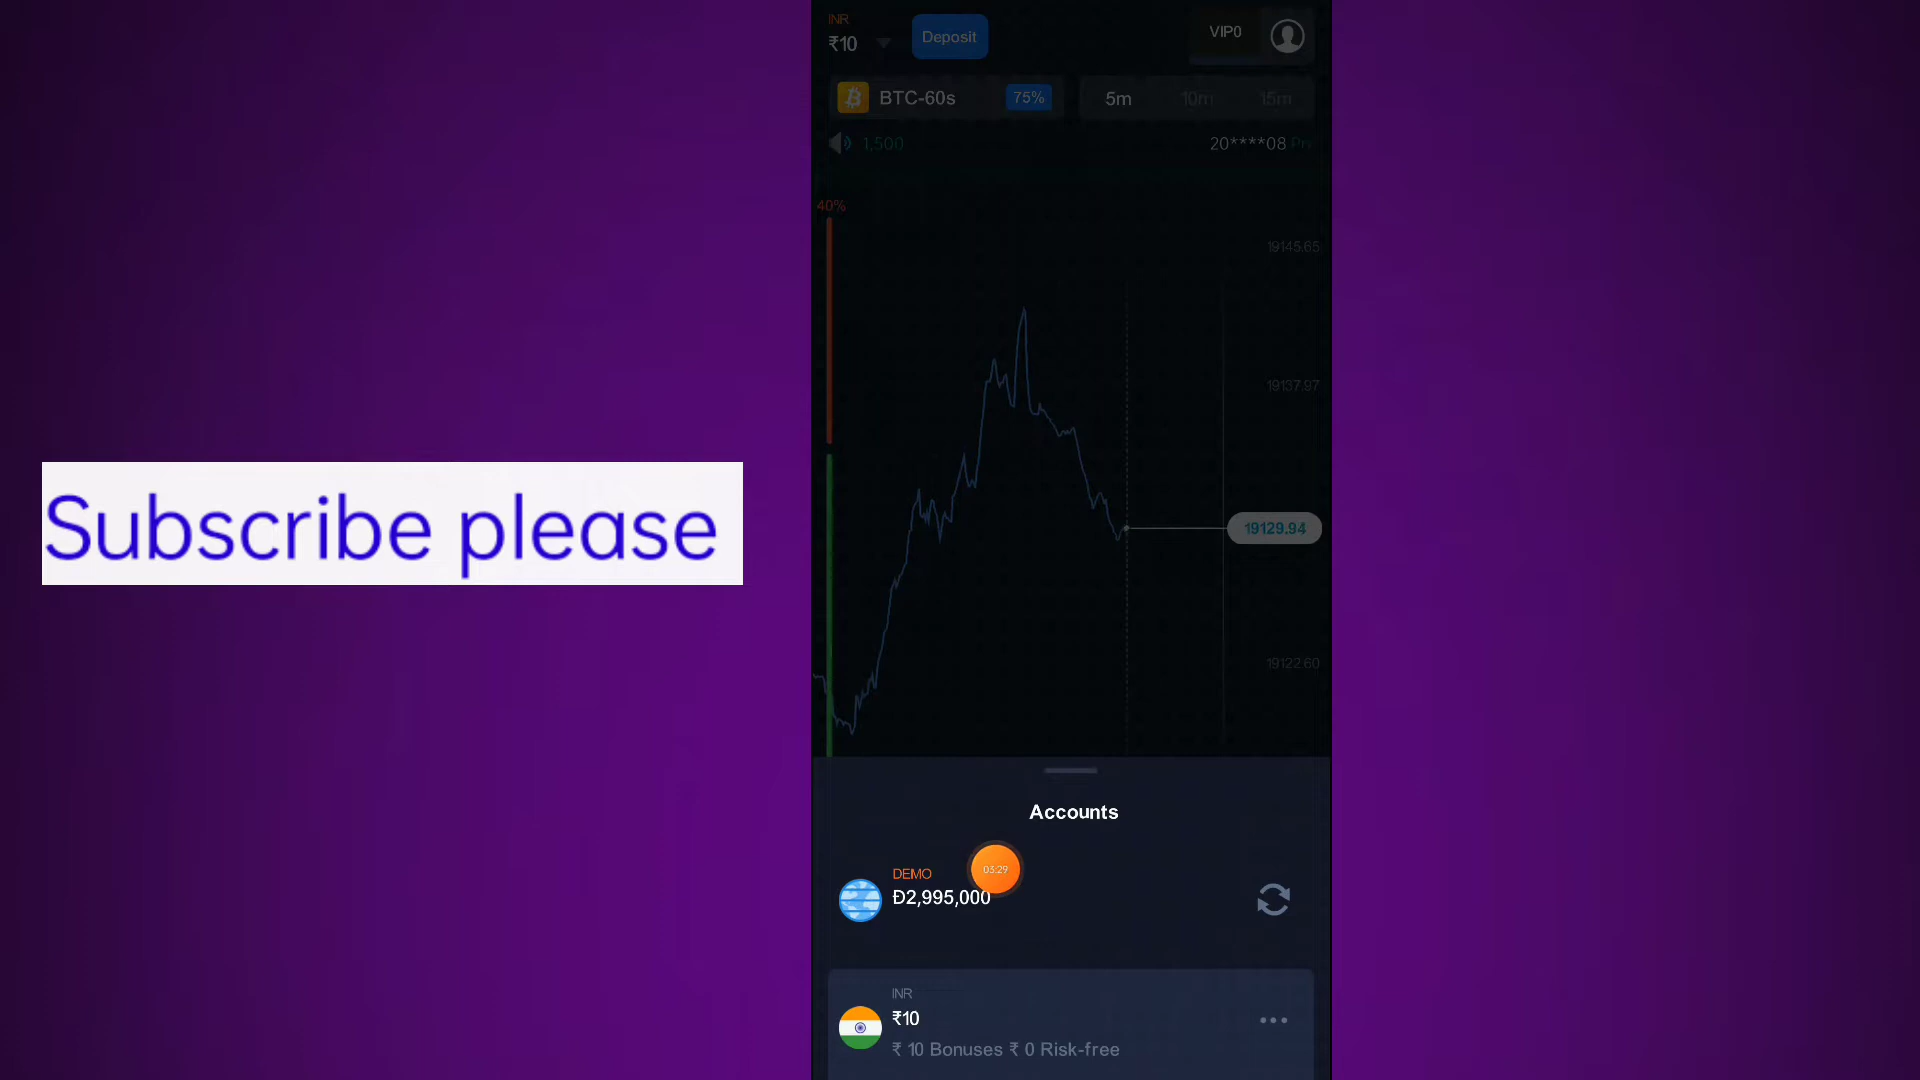 INR
₹10
Deposit
VIP0
BTC-60s
75%
5m
10m
15m
1,500
20****08
40%
19145.65
19137.97
Subscribe please
19129.94
19122.60
Accounts
DEMO
03:29
Đ2,995,000
INR
₹10
₹ 10 Bonuses ₹ 0 Risk-free